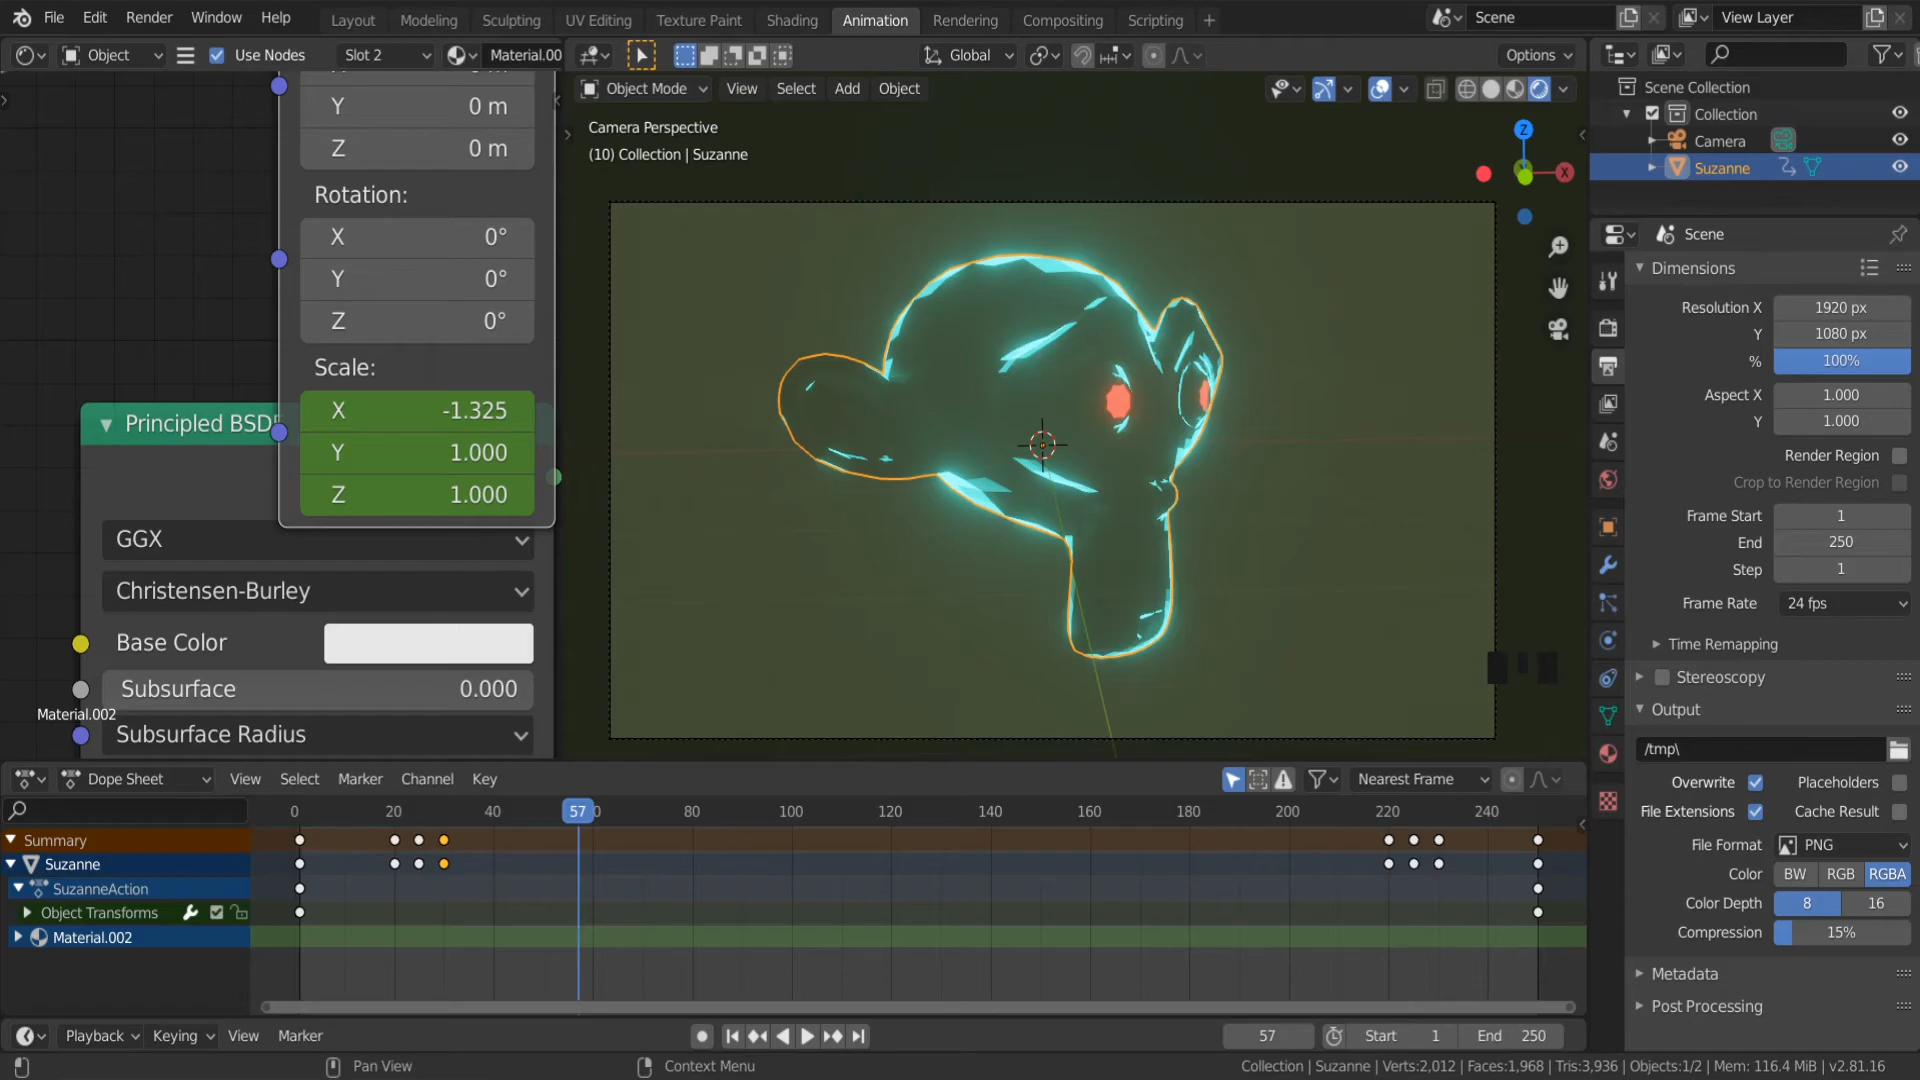 File Edit Render Window Help Layout Modeling Sculpting UV Editing Texture Paint Shading Animation Rendering Compositing Scripting Scene View Layer
Object Use Nodes Slot 2 Material.00 Global Options
Object Mode View Select Add Object
Camera Perspective
(10) Collection | Suzanne
Z
X
Y 0 m
Z 0 m
Rotation:
X 0°
Y 0°
Z 0°
Scale:
X -1.325
Y 1.000
Z 1.000
Principled BSD
GGX
Christensen-Burley
Base Color
Subsurface 0.000
Material.002
Subsurface Radius
Scene Collection
Collection
Camera
Suzanne
Scene
Dimensions
Resolution X 1920 px
Y 1080 px
% 100%
Aspect X 1.000
Y 1.000
Render Region
Crop to Render Region
Frame Start 1
End 250
Step 1
Frame Rate 24 fps
Time Remapping
Stereoscopy
Output
/tmp\
Overwrite Placeholders
File Extensions Cache Result
File Format PNG
Color BW RGB RGBA
Color Depth 8 16
Compression 15%
Metadata
Post Processing
Dope Sheet View Select Marker Channel Key Nearest Frame
0 20 40 57 80 100 120 140 160 180 200 220 240
Summary
Suzanne
SuzanneAction
Object Transforms
Material.002
Playback Keying View Marker 57 Start 1 End 250
Pan View Context Menu Collection | Suzanne | Verts:2,012 | Faces:1,968 | Tris:3,936 | Objects:1/2 | Mem: 116.4 MiB | v2.81.16